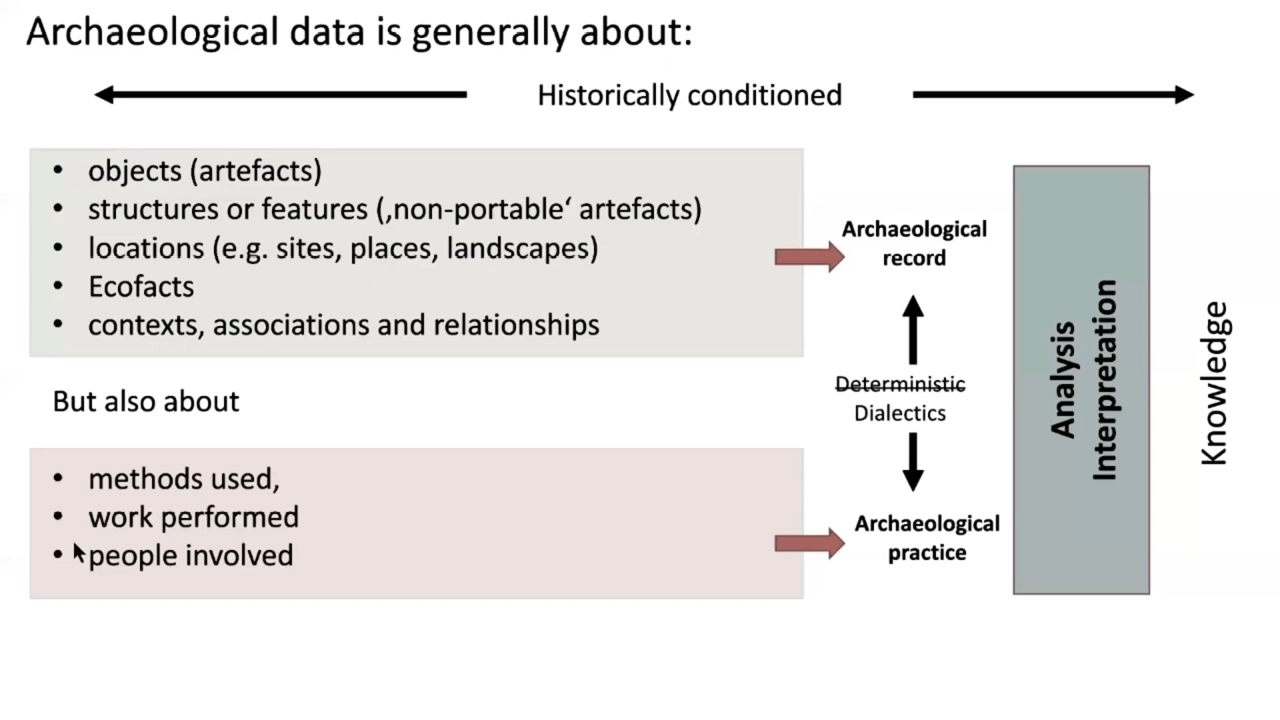 Archaeological data is generally about:
Historically conditioned
• objects (artefacts)
• structures or features (‚non-portable‘ artefacts)
• locations (e.g. sites, places, landscapes)
• Ecofacts
• contexts, associations and relationships
Archaeological
record
Deterministic
Dialectics
But also about
• methods used,
• work performed
• people involved
Archaeological
practice
Analysis
Interpretation
Knowledge